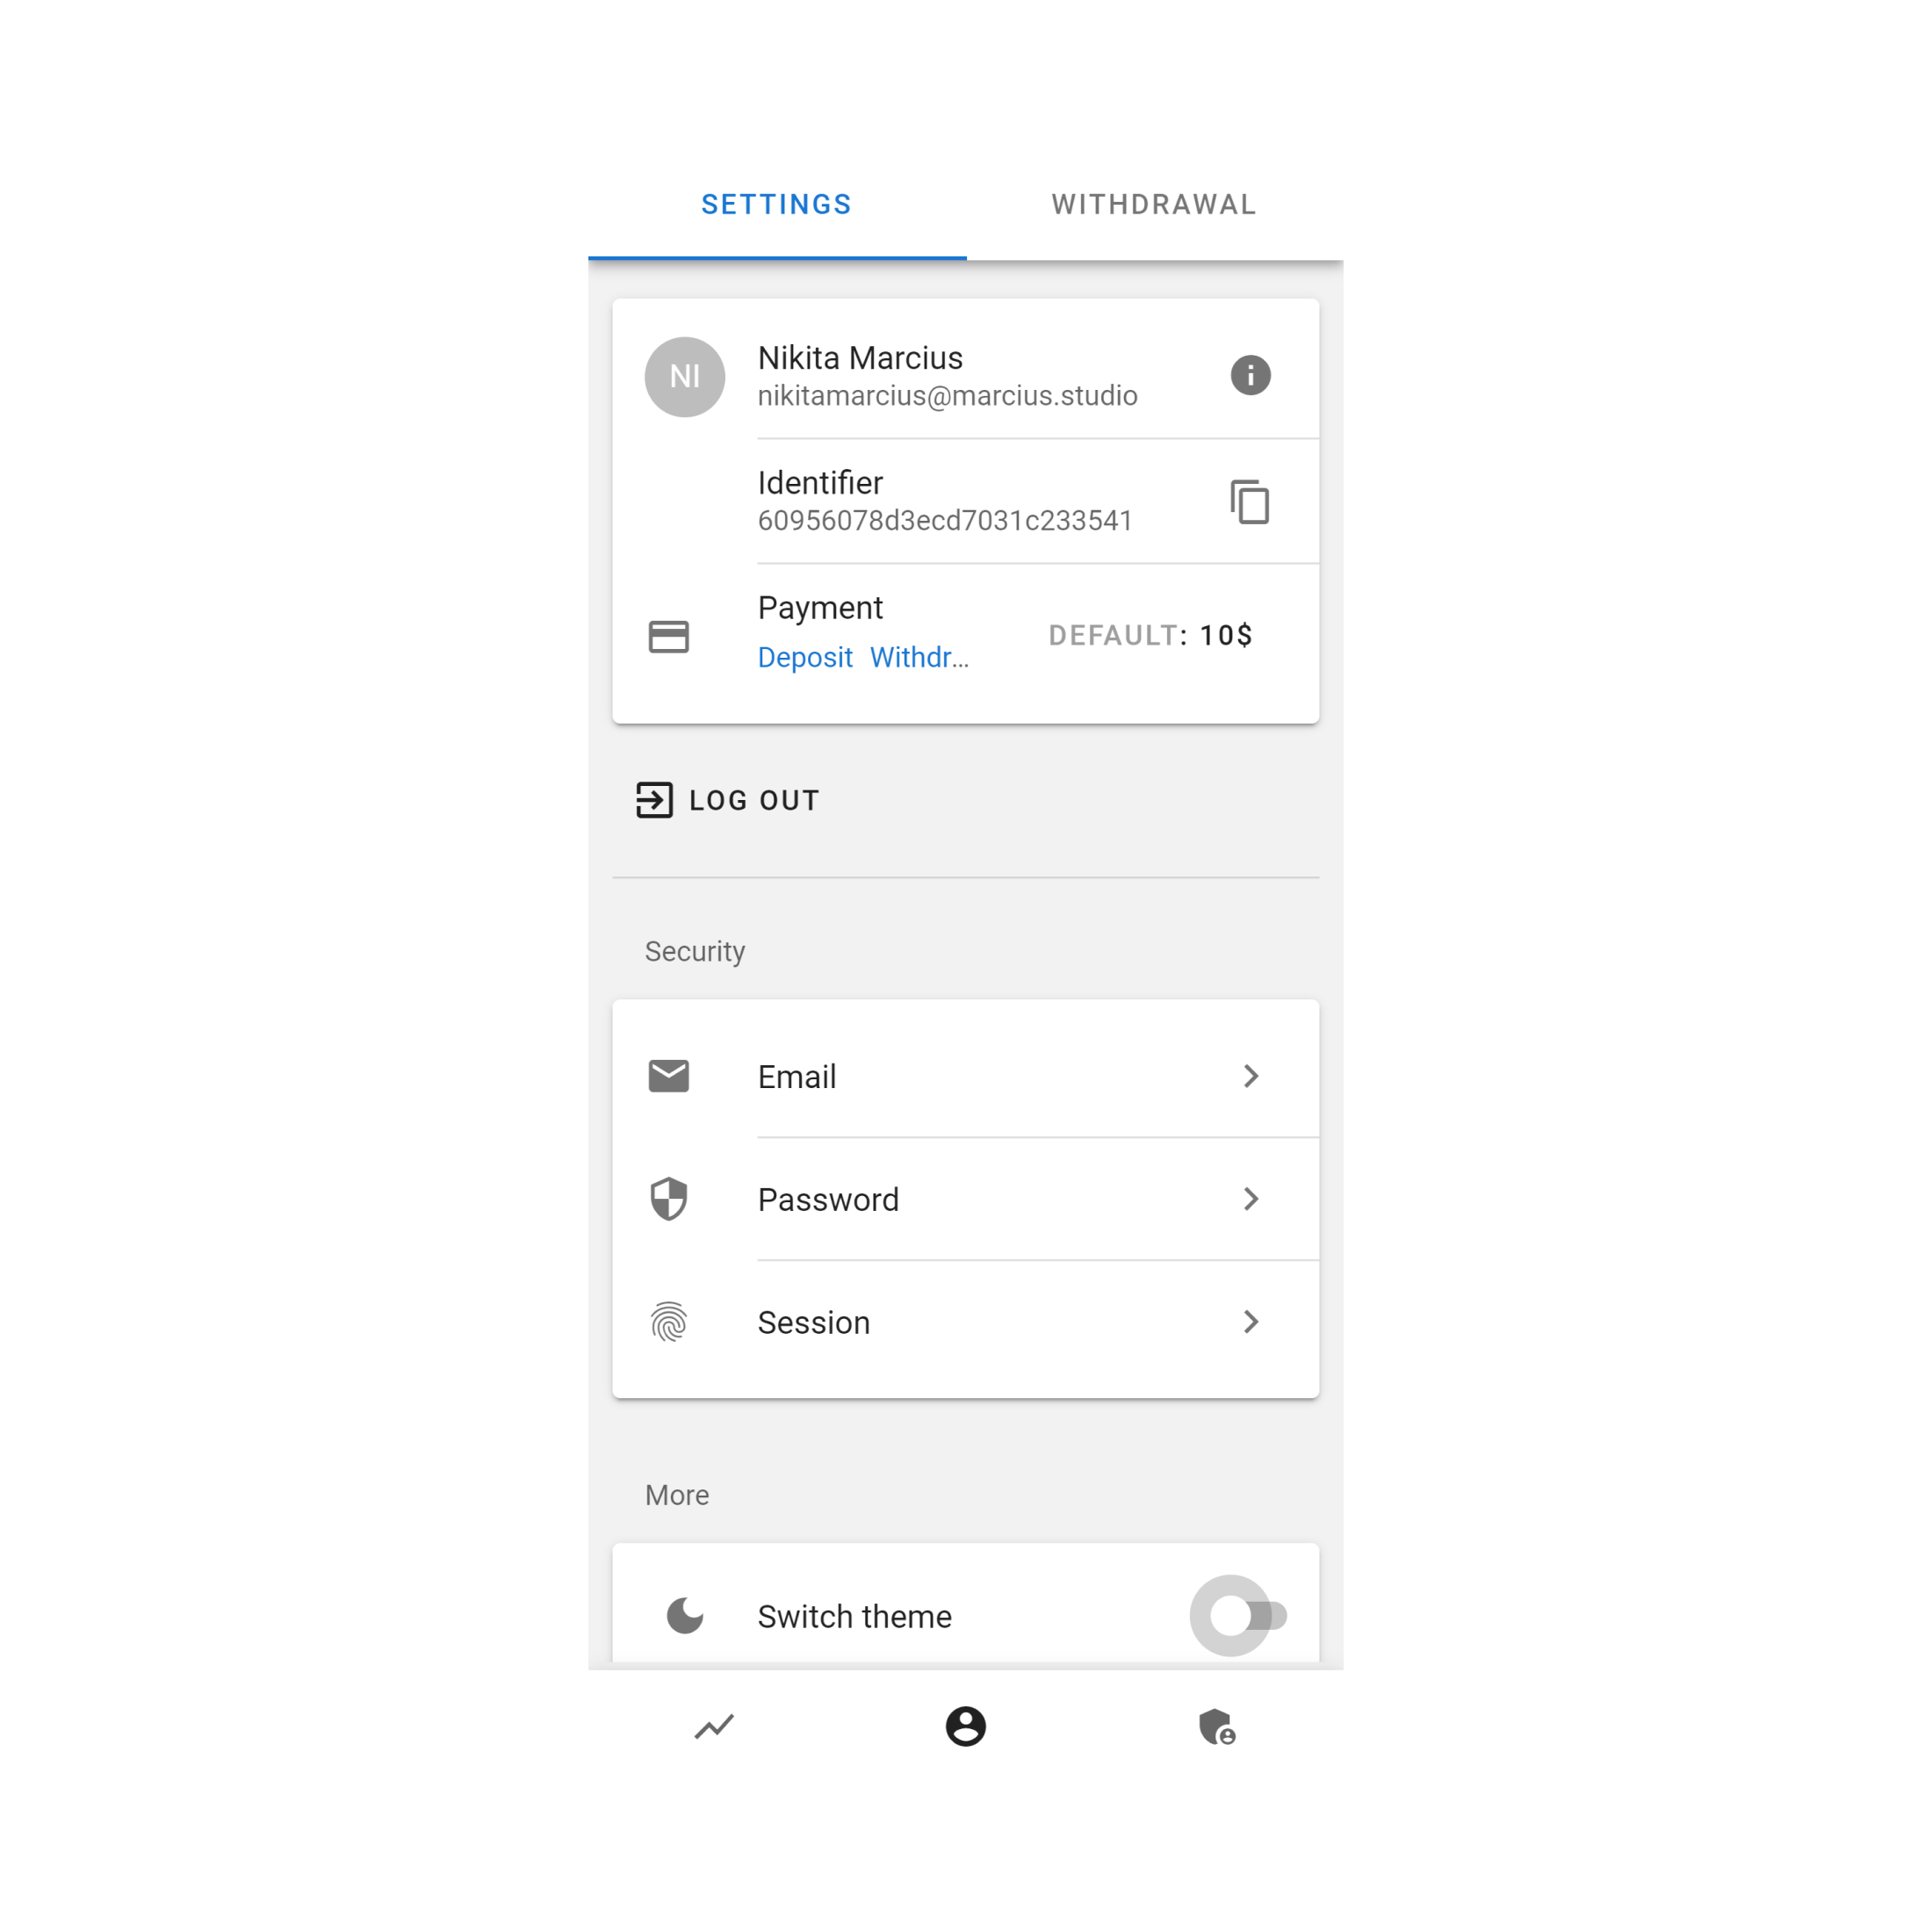 SETTINGS WITHDRAWAL
NI
Nikita Marcius
nikitamarcius@marcius.studio
Identifier
60956078d3ecd7031c233541
Payment
Deposit Withdr...
DEFAULT: 10$
LOG OUT
Security
Email
Password
Session
More
Switch theme